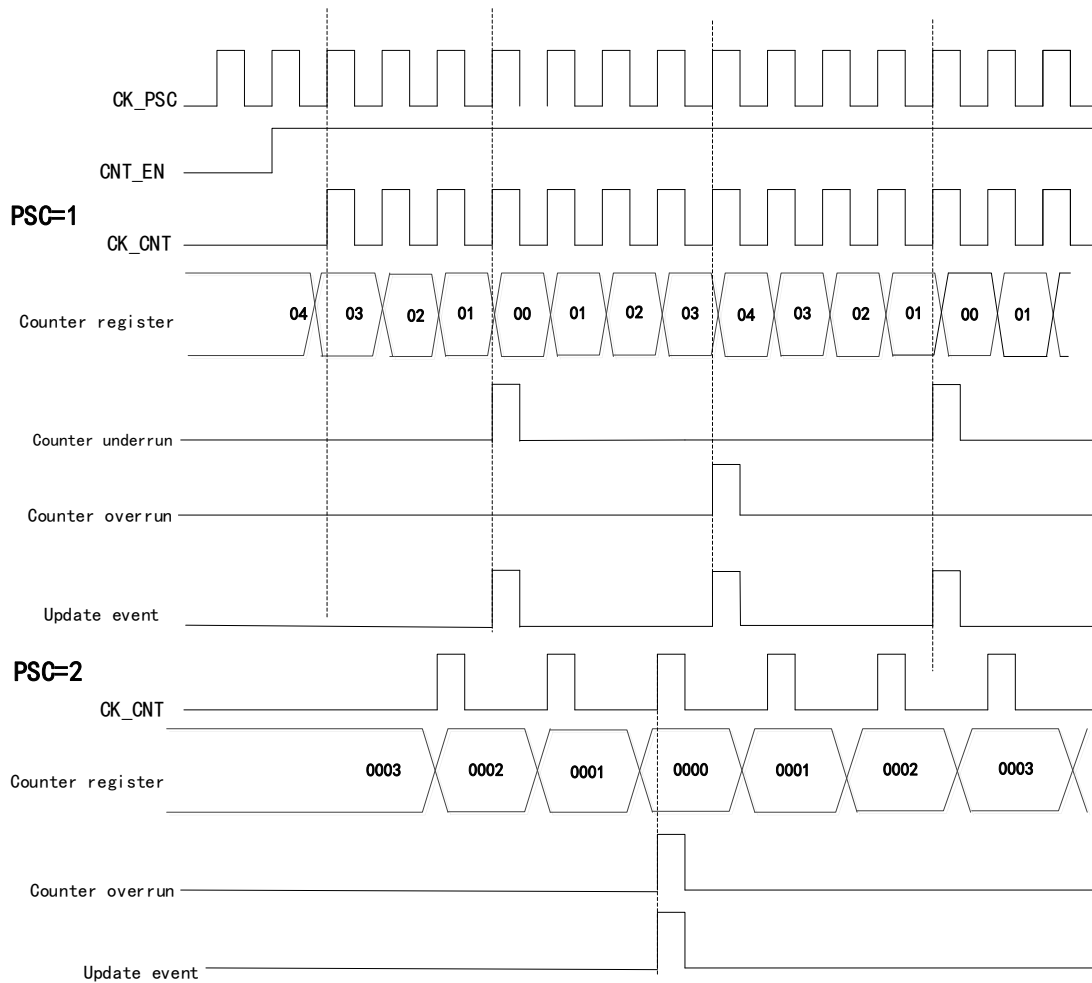 CK_PSC
CNT_EN
PSC=1
CK_CNT
Counter register 04 03 02 01 00 01 02 03 04 03 02 01 00 01
Counter underrun
Counter overrun
Update event
PSC=2
CK_CNT
Counter register 0003 0002 0001 0000 0001 0002 0003
Counter overrun
Update event